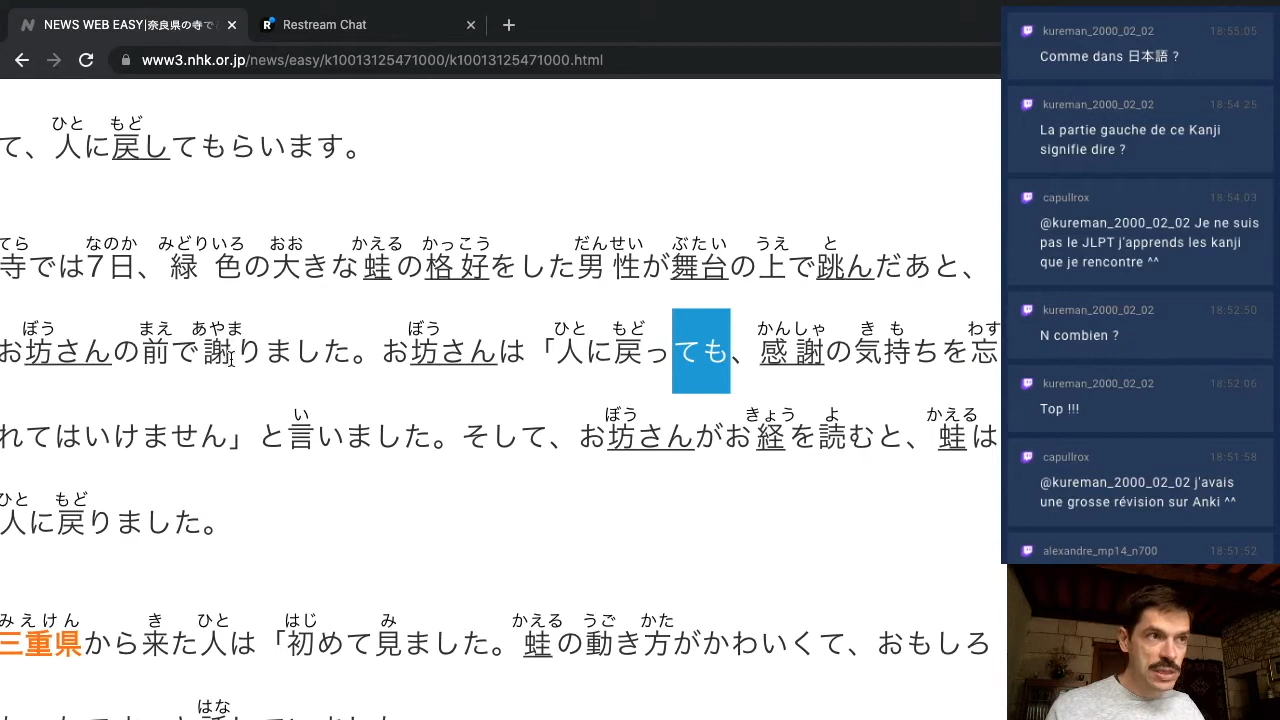 NEWS WEB EASY|奈良県の寺で
Restream Chat
www3.nhk.or.jp/news/easy/k10013125471000/k10013125471000.html
ひと もど
て、人に戻してもらいます。
てら なのか みどりいろ おお かえる かっこう だんせい ぶたい うえ と
寺では7日、緑色の大きな蛙の格好をした男性が舞台の上で跳んだあと、
ぼう まえ あやま ぼう ひと もど かんしゃ き も わす
お坊さんの前で謝りました。お坊さんは「人に戻っても、感謝の気持ちを忘
い ぼう きょう よ かえる
れてはいけません」と言いました。そして、お坊さんがお経を読むと、蛙は
ひと もど
人に戻りました。
みえけん き ひと はじ み かえる うご かた
三重県から来た人は「初めて見ました。蛙の動き方がかわいくて、おもしろ
はな
kureman_2000_02_02 18:55:05
Comme dans 日本語 ?
kureman_2000_02_02 18:54:25
La partie gauche de ce Kanji
signifie dire ?
capullrox 18:54:03
@kureman_2000_02_02 Je ne suis
pas le JLPT j'apprends les kanji
que je rencontre ^^
kureman_2000_02_02 18:52:50
N combien ?
kureman_2000_02_02 18:52:06
Top !!!
capullrox 18:51:58
@kureman_2000_02_02 j'avais
une grosse révision sur Anki ^^
alexandre_mp14_n700 18:51:52